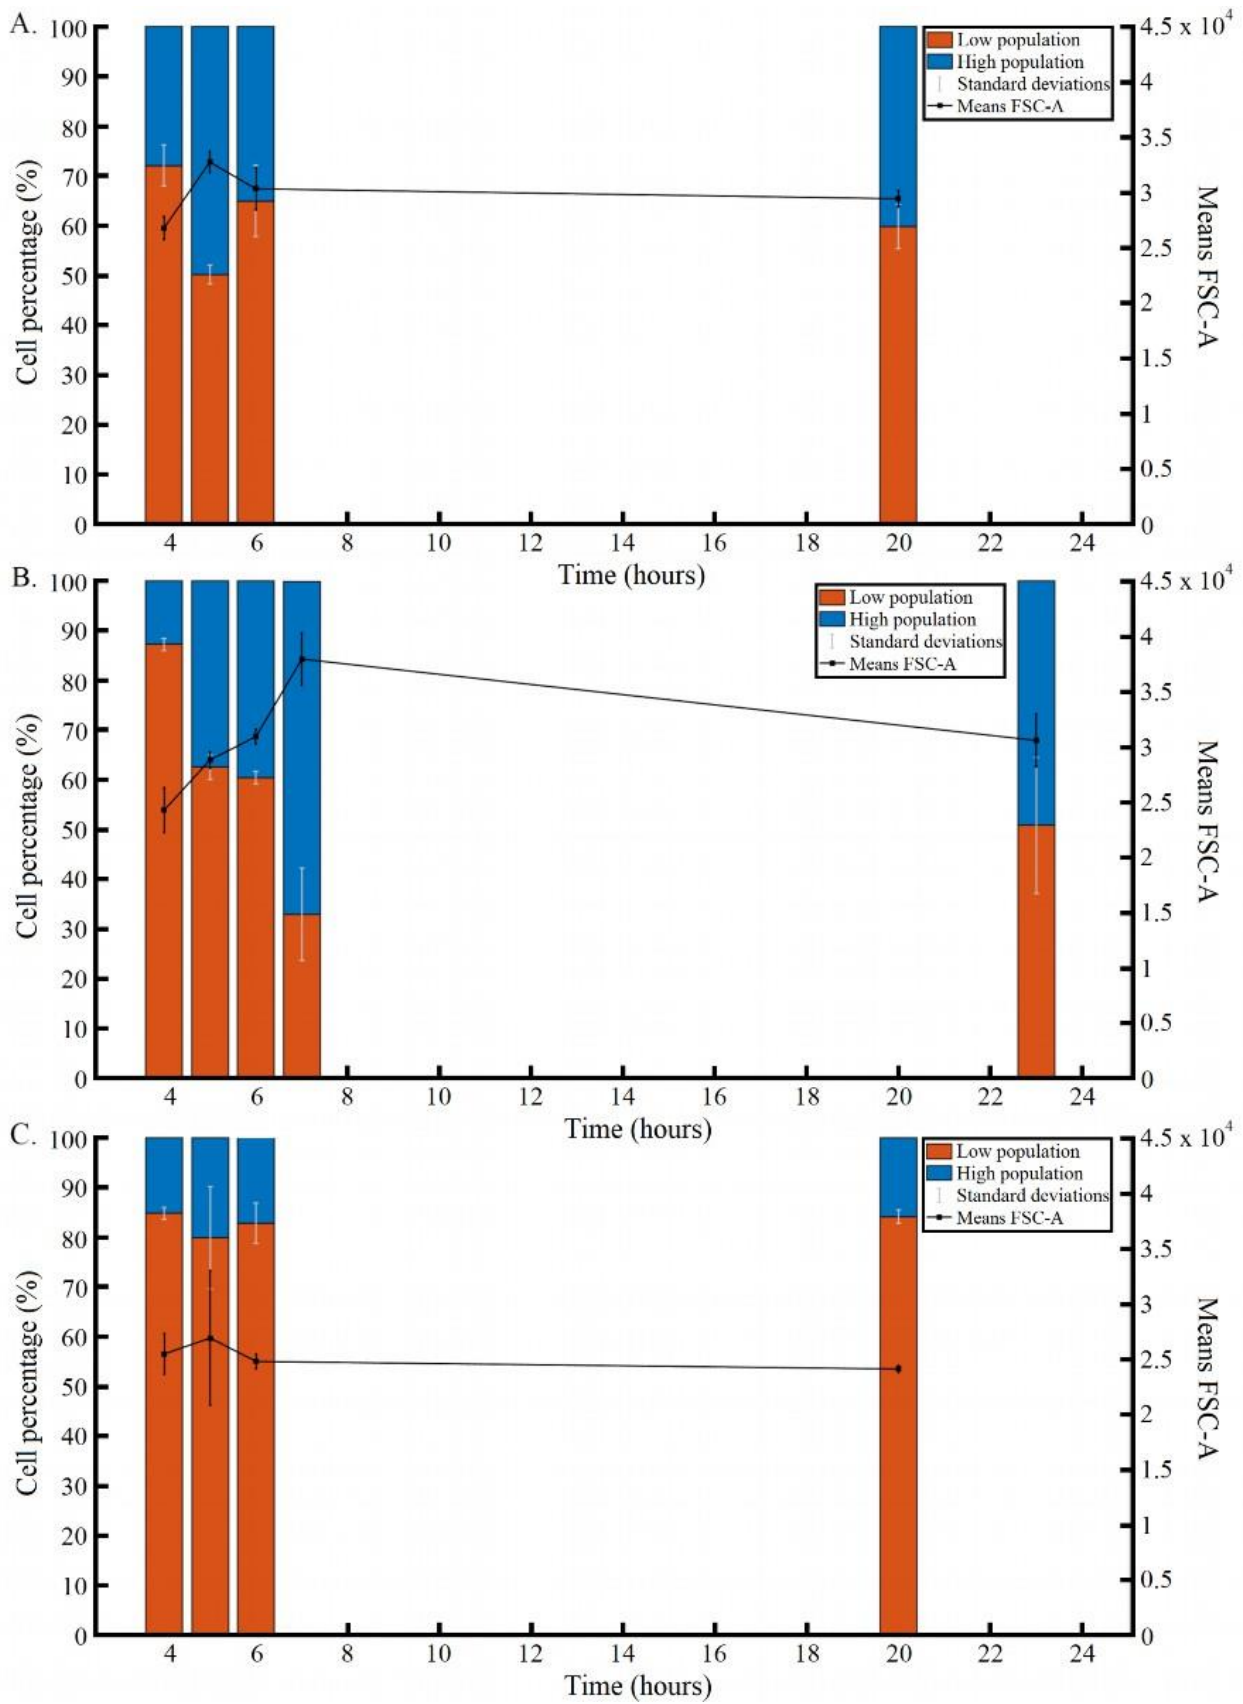 A.
100
90
80
70
60
50
40
30
20
10
0
Cell percentage (%)
4 6 8 10 12 14 16 18 20 22 24
Time (hours)
Low population
High population
Standard deviations
Means FSC-A
4.5 x 10^4
4
3.5
3
2.5
2
1.5
1
0.5
0
Means FSC-A
B.
100
90
80
70
60
50
40
30
20
10
0
Cell percentage (%)
4 6 8 10 12 14 16 18 20 22 24
Time (hours)
Low population
High population
Standard deviations
Means FSC-A
4.5 x 10^4
4
3.5
3
2.5
2
1.5
1
0.5
0
Means FSC-A
C.
100
90
80
70
60
50
40
30
20
10
0
Cell percentage (%)
4 6 8 10 12 14 16 18 20 22 24
Time (hours)
Low population
High population
Standard deviations
Means FSC-A
4.5 x 10^4
4
3.5
3
2.5
2
1.5
1
0.5
0
Means FSC-A